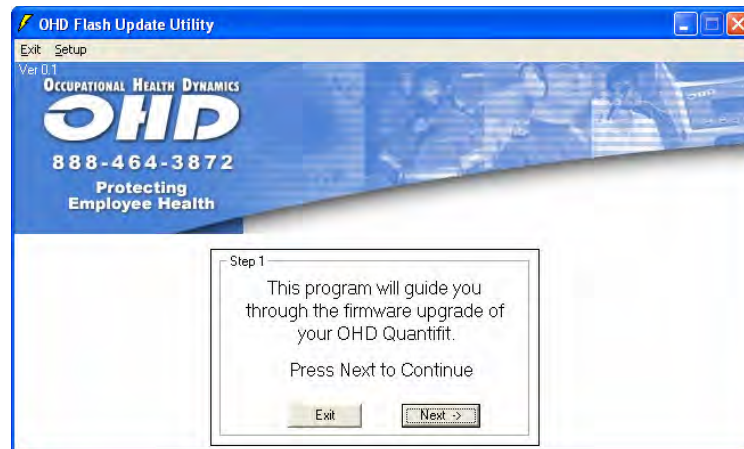 OHD Flash Update Utility
Exit Setup
Ver 0.1
OCCUPATIONAL HEALTH DYNAMICS
OHD
888-464-3872
Protecting
Employee Health
Step 1
This program will guide you
through the firmware upgrade of
your OHD Quantifit.
Press Next to Continue
Exit Next ->